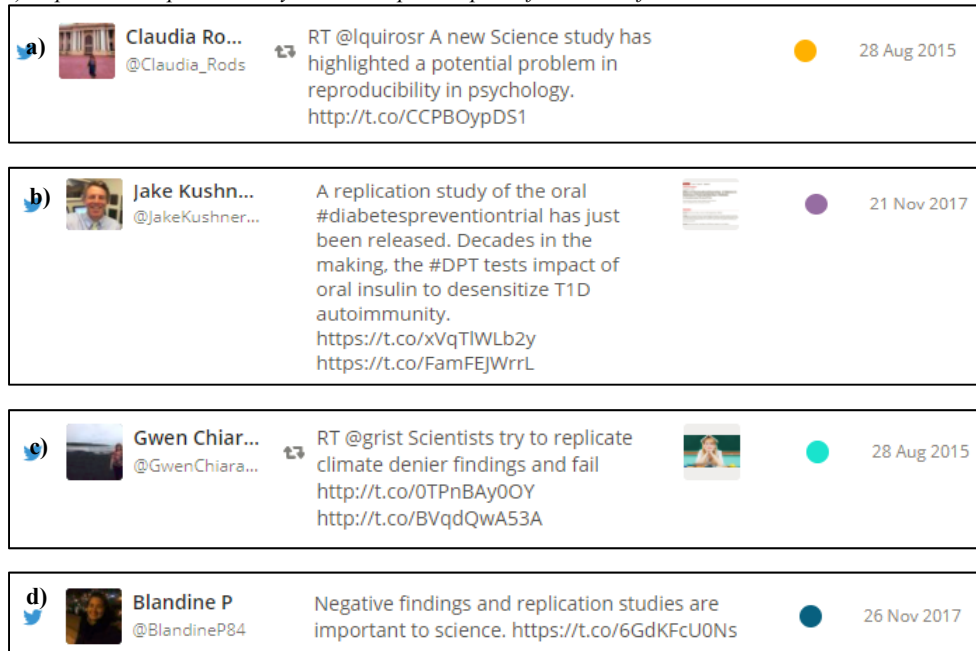 a)
Claudia Ro...
@Claudia_Rods
RT @lquirosr A new Science study has
highlighted a potential problem in
reproducibility in psychology.
http://t.co/CCPBOypDS1
28 Aug 2015
b)
Jake Kushn...
@JakeKushner...
A replication study of the oral
#diabetespreventiontrial has just
been released. Decades in the
making, the #DPT tests impact of
oral insulin to desensitize T1D
autoimmunity.
https://t.co/xVqTlWLb2y
https://t.co/FamFEJWrrL
21 Nov 2017
c)
Gwen Chiar...
@GwenChiara...
RT @grist Scientists try to replicate
climate denier findings and fail
http://t.co/0TPnBAy0OY
http://t.co/BVqdQwA53A
28 Aug 2015
d)
Blandine P
@BlandineP84
Negative findings and replication studies are
important to science. https://t.co/6GdKFcU0Ns
26 Nov 2017